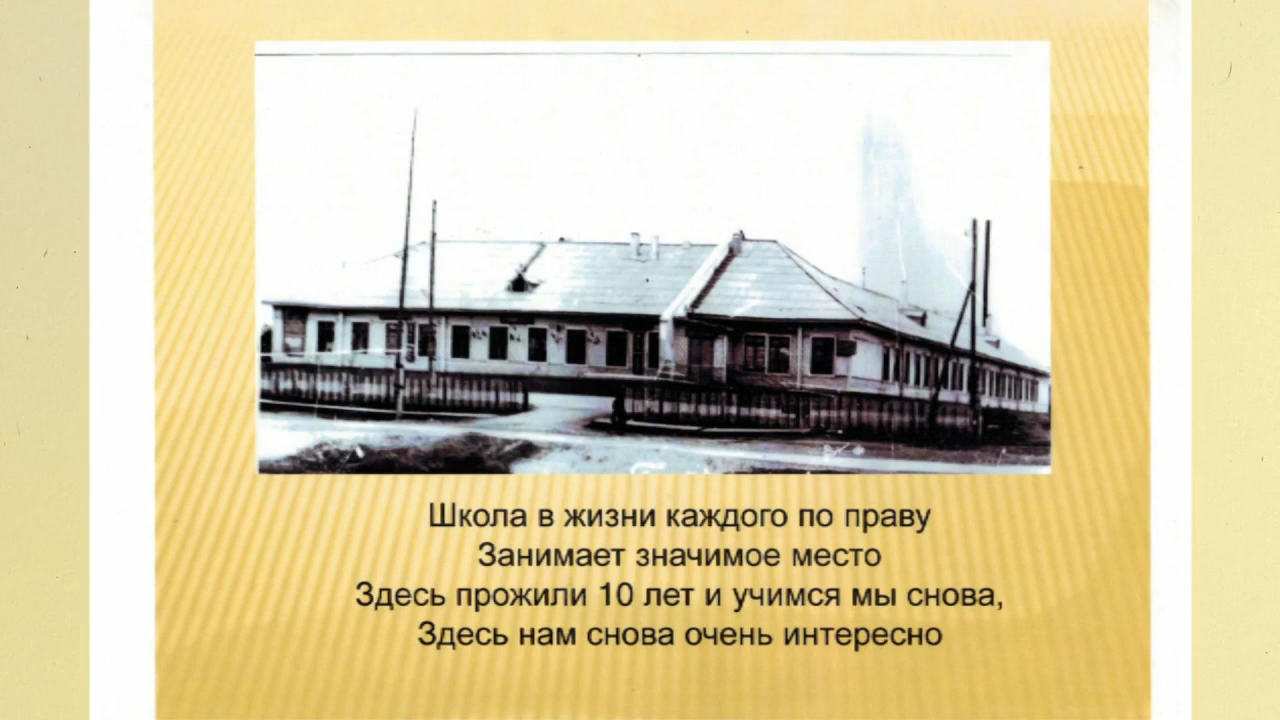 Школа в жизни каждого по праву
Занимает значимое место
Здесь прожили 10 лет и учимся мы снова,
Здесь нам снова очень интересно